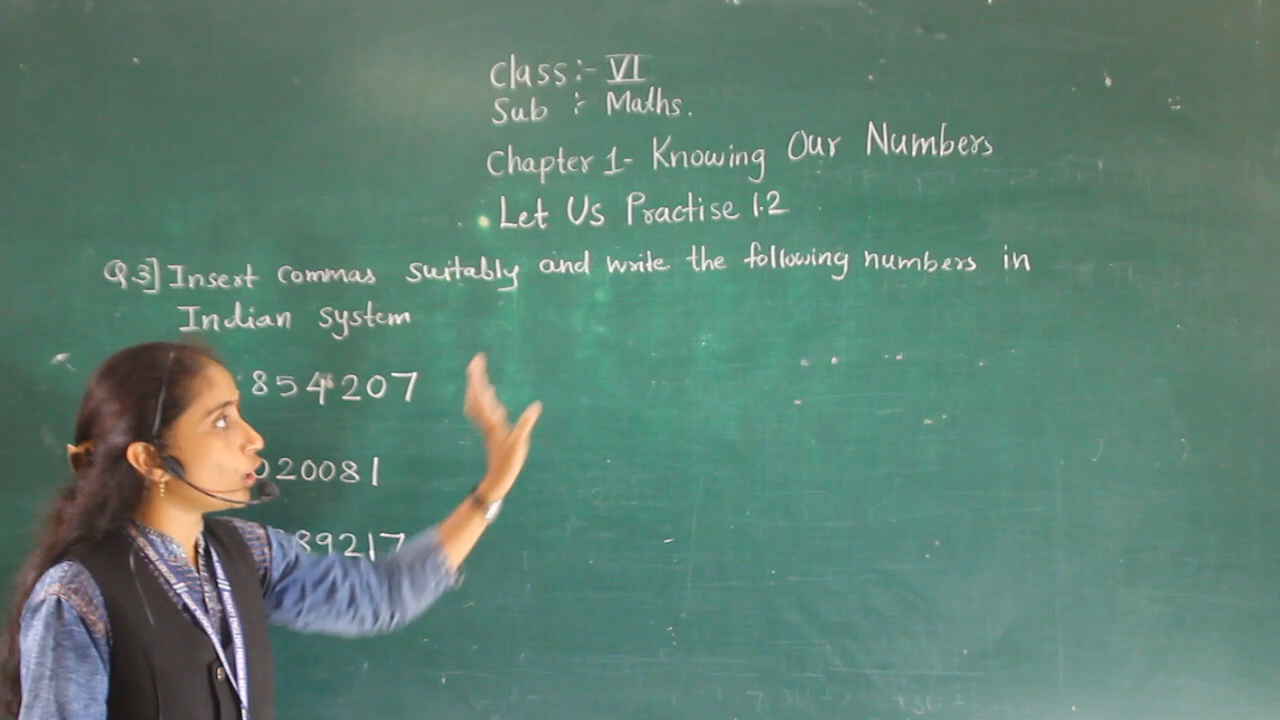 Class:- VI
Sub :- Maths.
Chapter 1- Knowing Our Numbers
Let Us Practise 1.2
Q.3] Insert commas suitably and write the following numbers in
Indian System
854207
020081
89217